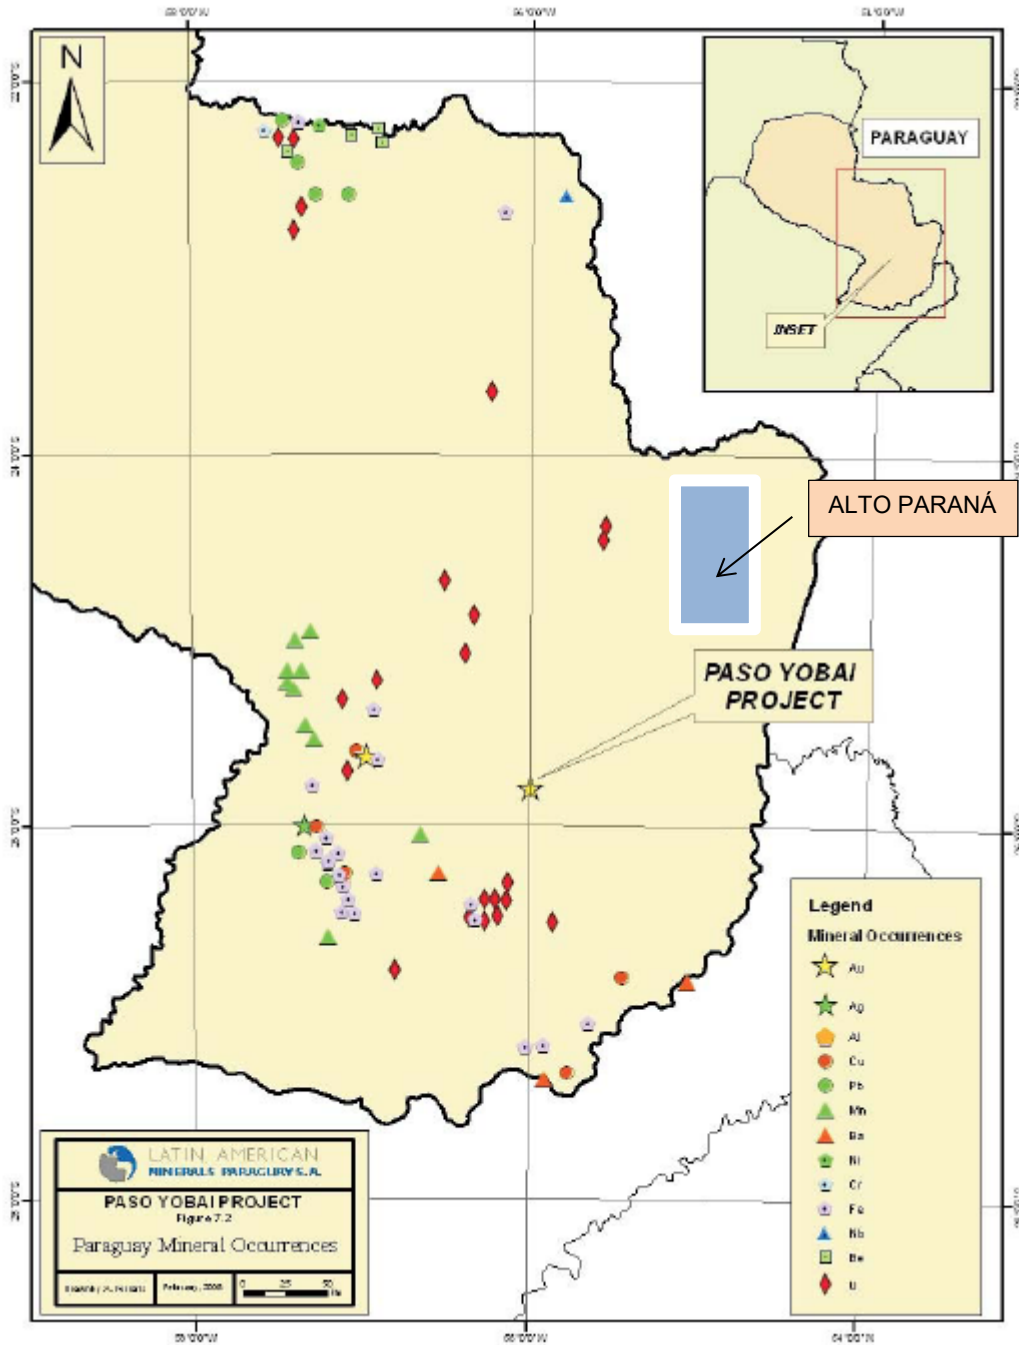 N
PARAGUAY
INSET
ALTO PARANÁ
PASO YOBAI
PROJECT
Legend
Mineral Occurrences
Au
Ag
Al
Cu
Pb
Mn
Ba
Ni
Cr
Fe
Nb
Be
U
LATIN AMERICAN
MINERALS PARAGUAY S.A.
PASO YOBAI PROJECT
Figure 7.2
Paraguay Mineral Occurrences
0 25 50